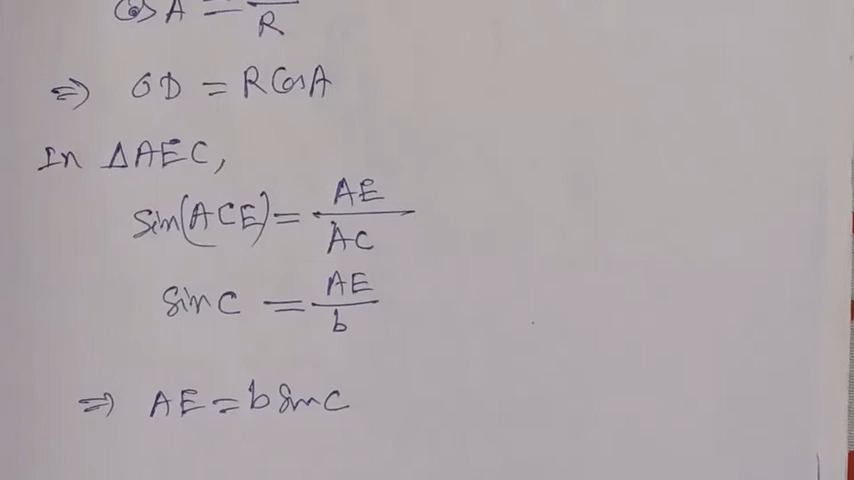 Cos A = —
R
⇒ OD = R Cos A
In ΔAEC,
Sin(ACE) = AE / AC
Sin C = AE / b
⇒ AE = b Sin C